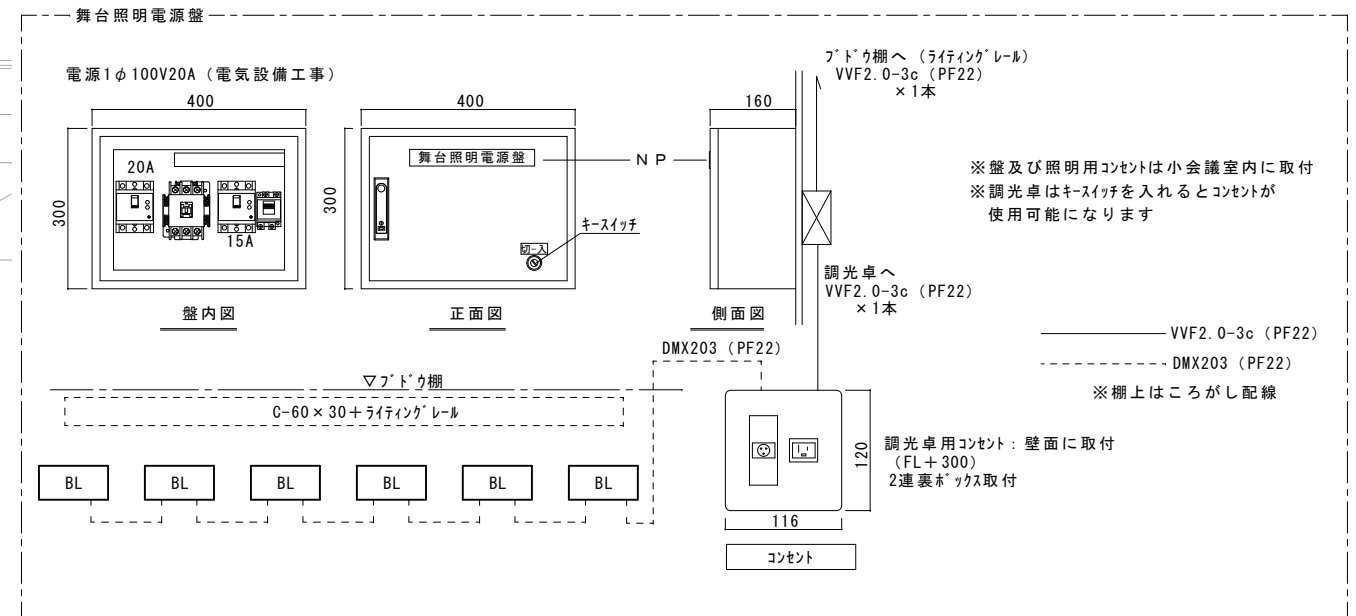 舞台照明電源盤
電源1φ100V20A（電気設備工事）
400
400
160
ブドウ棚へ（ライティングレール）
VVF2.0-3c（PF22）
×1本
20A
15A
300
舞台照明電源盤
NP
300
切-入
キースイッチ
※盤及び照明用コンセントは小会議室内に取付
※調光卓はキースイッチを入れるとコンセントが
使用可能になります
盤内図
正面図
側面図
調光卓へ
VVF2.0-3c（PF22）
×1本
VVF2.0-3c（PF22）
DMX203（PF22）
※棚上はころがし配線
DMX203（PF22）
▽ブドウ棚
C-60×30＋ライティングレール
BL
BL
BL
BL
BL
BL
120
調光卓用コンセント：壁面に取付
（FL＋300）
2連裏ボックス取付
116
コンセント